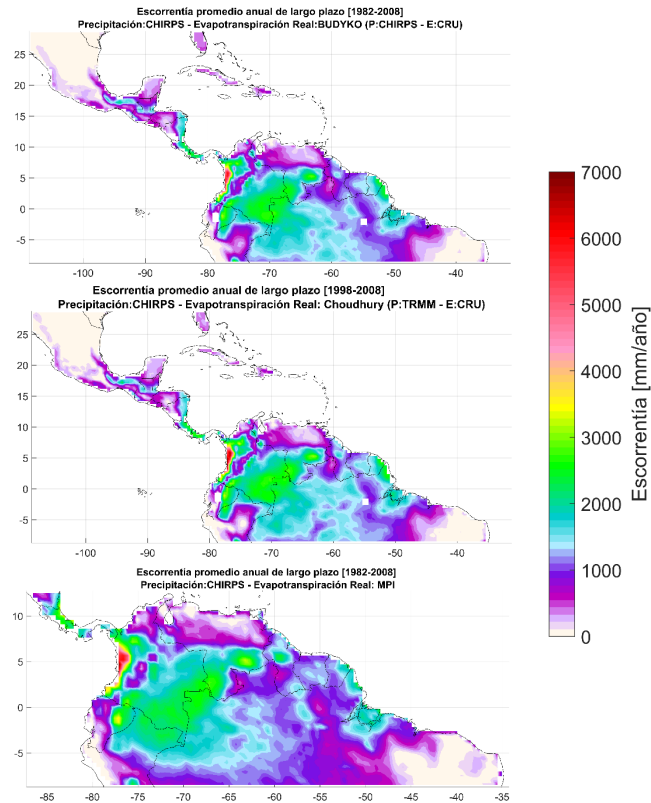 Escorrentía promedio anual de largo plazo [1982-2008]
Precipitación:CHIRPS - Evapotranspiración Real:BUDYKO (P:CHIRPS - E:CRU)
25
20
15
10
5
0
-5
-100 -90 -80 -70 -60 -50 -40
Escorrentía promedio anual de largo plazo [1998-2008]
Precipitación:CHIRPS - Evapotranspiración Real: Choudhury (P:TRMM - E:CRU)
25
20
15
10
5
0
-5
-100 -90 -80 -70 -60 -50 -40
Escorrentía promedio anual de largo plazo [1982-2008]
Precipitación:CHIRPS - Evapotranspiración Real: MPI
10
5
0
-5
-85 -80 -75 -70 -65 -60 -55 -50 -45 -40 -35
7000
6000
5000
4000
3000
2000
1000
0
Escorrentía [mm/año]